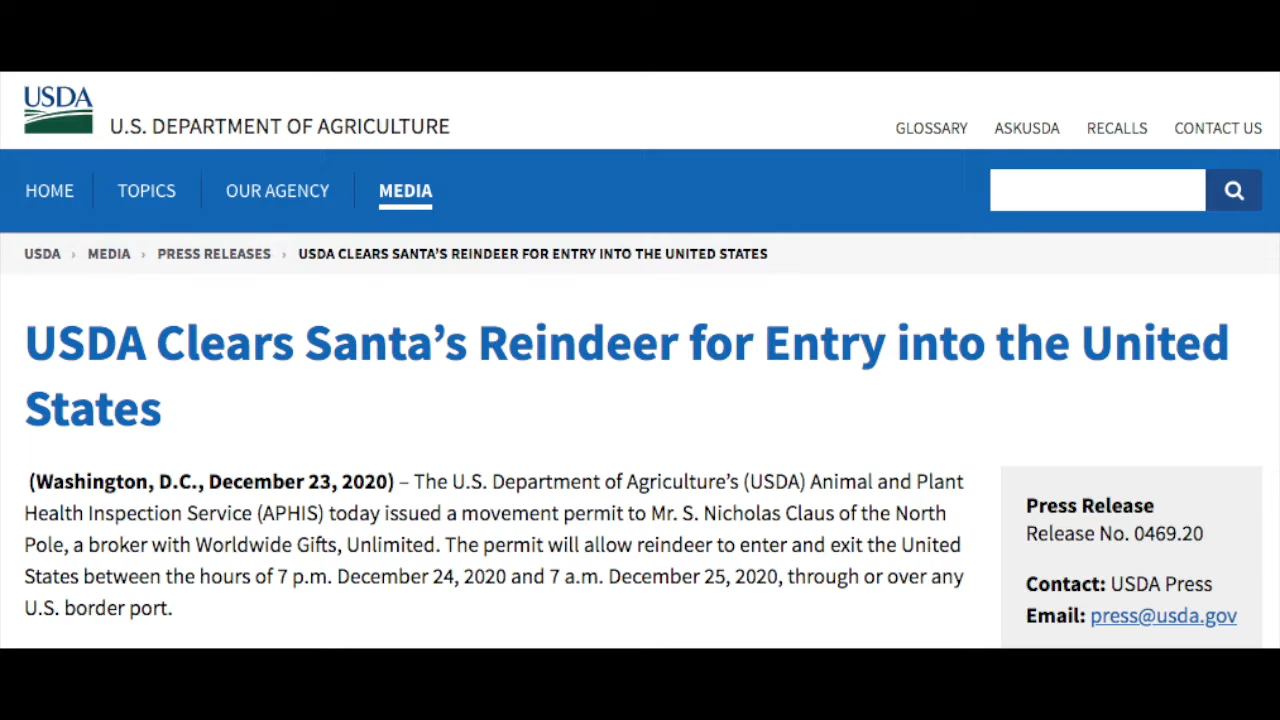 USDA
U.S. DEPARTMENT OF AGRICULTURE
GLOSSARY ASKUSDA RECALLS CONTACT US
HOME TOPICS OUR AGENCY MEDIA
USDA › MEDIA › PRESS RELEASES › USDA CLEARS SANTA’S REINDEER FOR ENTRY INTO THE UNITED STATES
USDA Clears Santa’s Reindeer for Entry into the United
States
(Washington, D.C., December 23, 2020) – The U.S. Department of Agriculture’s (USDA) Animal and Plant
Health Inspection Service (APHIS) today issued a movement permit to Mr. S. Nicholas Claus of the North
Pole, a broker with Worldwide Gifts, Unlimited. The permit will allow reindeer to enter and exit the United
States between the hours of 7 p.m. December 24, 2020 and 7 a.m. December 25, 2020, through or over any
U.S. border port.
Press Release
Release No. 0469.20
Contact: USDA Press
Email: press@usda.gov